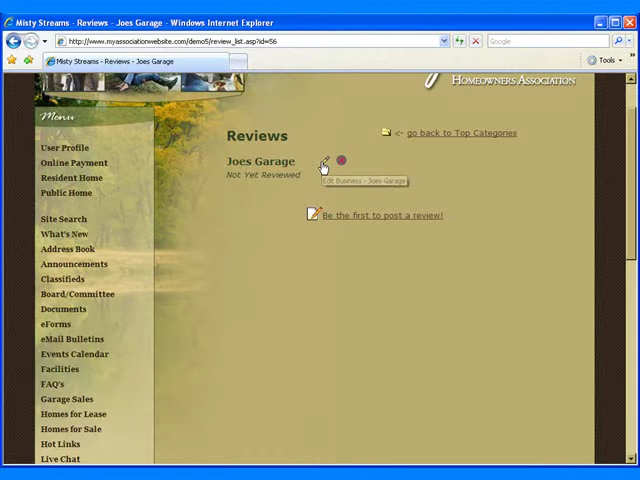 Misty Streams - Reviews - Joes Garage - Windows Internet Explorer
http://www.myassociationwebsite.com/demo5/review_list.asp?id=56
Google
Misty Streams - Reviews - Joes Garage
Tools
Homeowners Association
Menu
User Profile
Online Payment
Resident Home
Public Home
Site Search
What's New
Address Book
Announcements
Classifieds
Board/Committee
Documents
eForms
eMail Bulletins
Events Calendar
Facilities
FAQ's
Garage Sales
Homes for Lease
Homes for Sale
Hot Links
Live Chat
Reviews
<- go back to Top Categories
Joes Garage
Edit Business - Joes Garage
Not Yet Reviewed
Be the first to post a review!